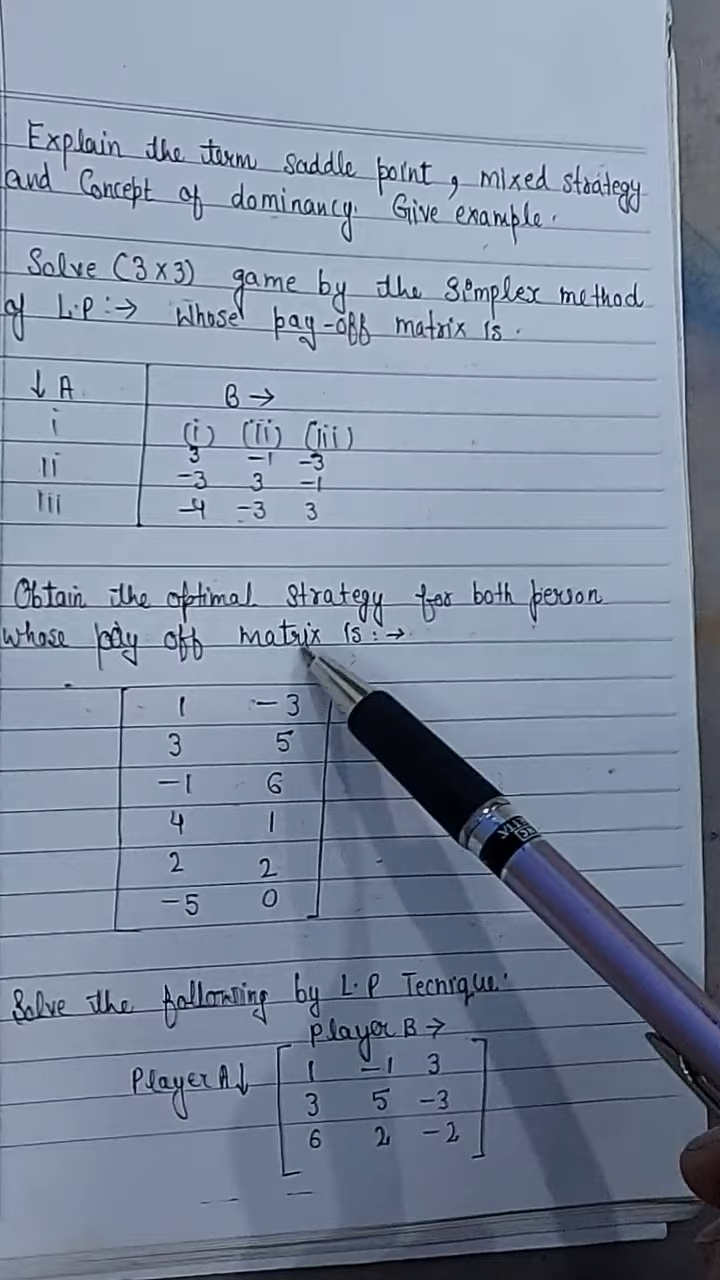 Explain the term saddle point, mixed strategy
and Concept of dominancy. Give example.
Solve (3×3) game by the simplex method
of L.P :→ whose pay-off matrix is.
↓ A B →
i (i) (ii) (iii)
3 -1 -3
ii -3 3 -1
iii -4 -3 3
Obtain the optimal strategy for both person
whose pay off matrix is :→
1 -3
3 5
-1 6
4 1
2 2
-5 0
Solve the following by L.P Tecnique.
Player B →
Player A↓ 1 -1 3
3 5 -3
6 2 -2